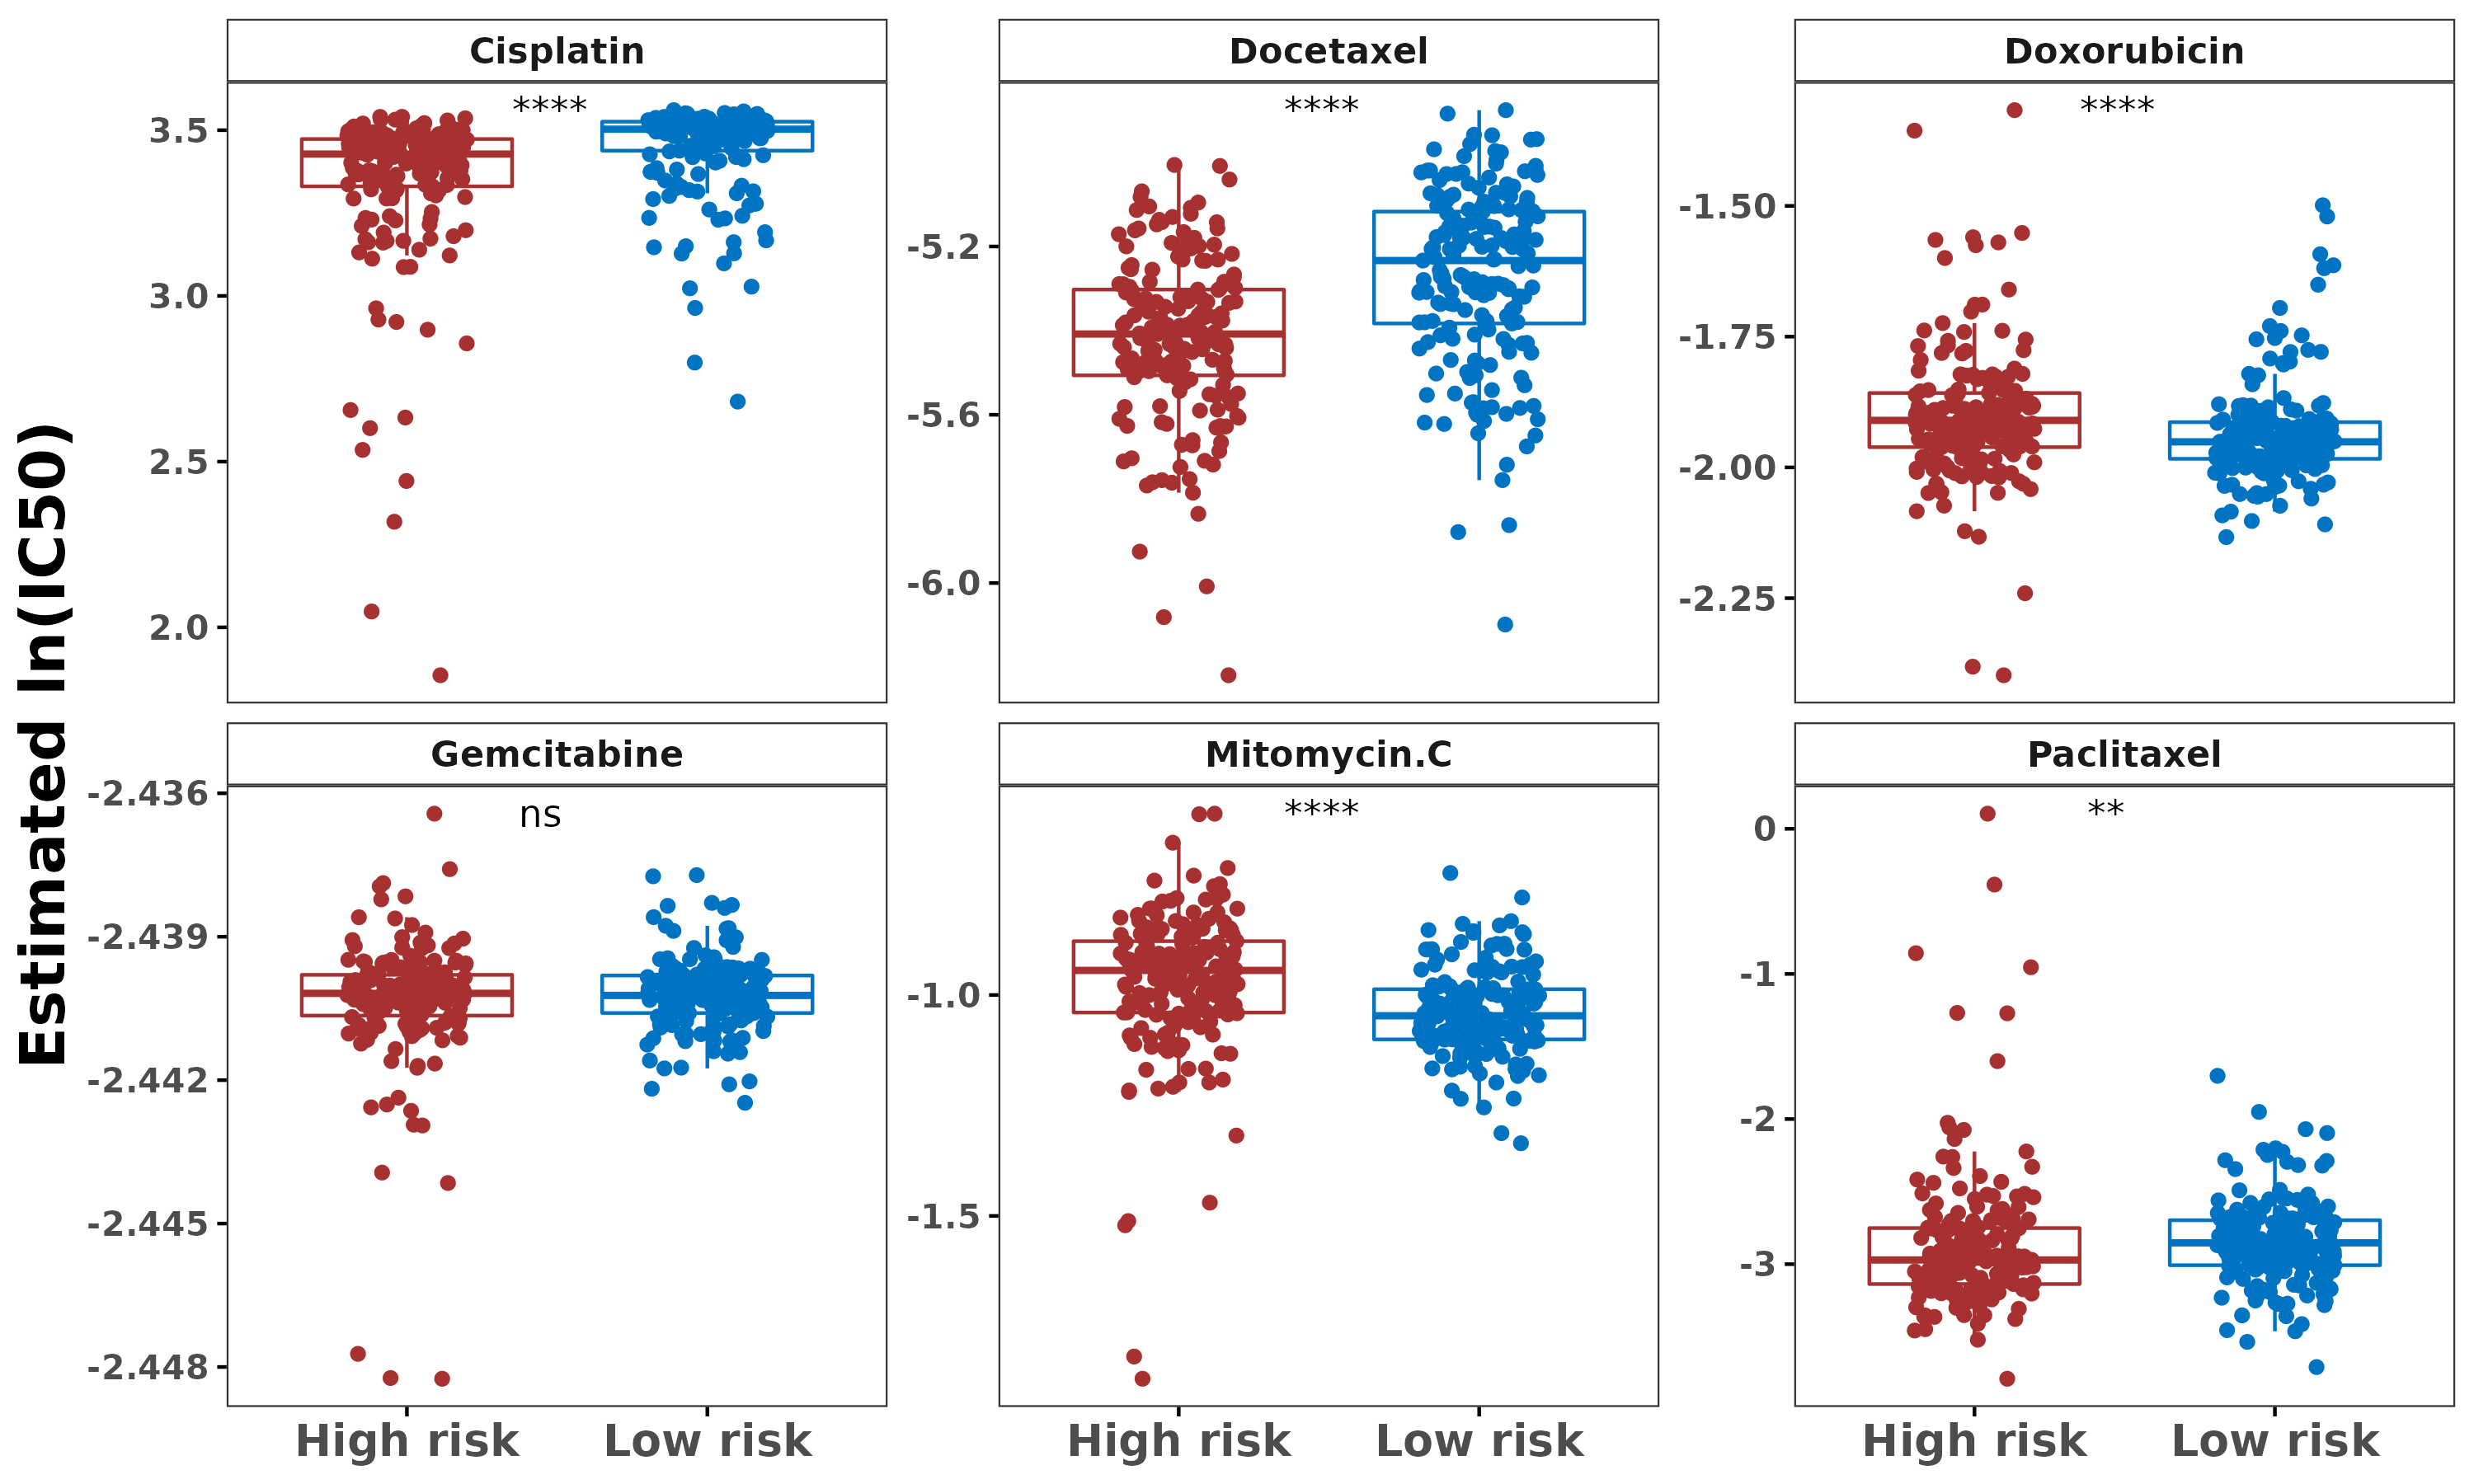 Estimated ln(IC50)
Cisplatin
Docetaxel
Doxorubicin
****
****
****
3.5
3.0
2.5
2.0
-5.2
-5.6
-6.0
-1.50
-1.75
-2.00
-2.25
Gemcitabine
Mitomycin.C
Paclitaxel
ns
****
**
-2.436
-2.439
-2.442
-2.445
-2.448
-1.0
-1.5
0
-1
-2
-3
High risk
Low risk
High risk
Low risk
High risk
Low risk